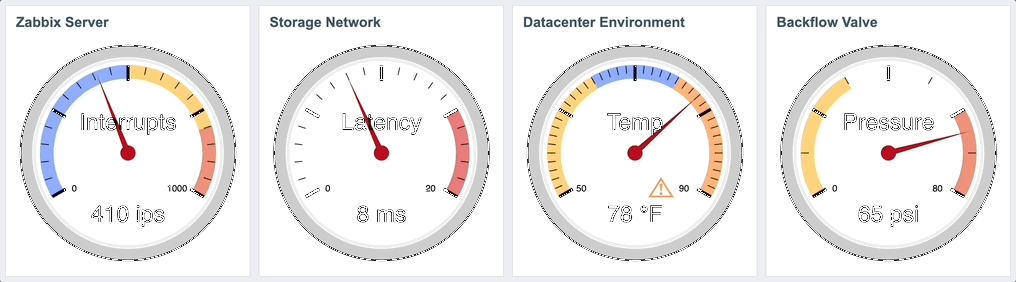 Zabbix Server
Interrupts
0 1000
410 ips
Storage Network
Latency
0 20
8 ms
Datacenter Environment
Temp
50 90
78 °F
Backflow Valve
Pressure
0 80
65 psi